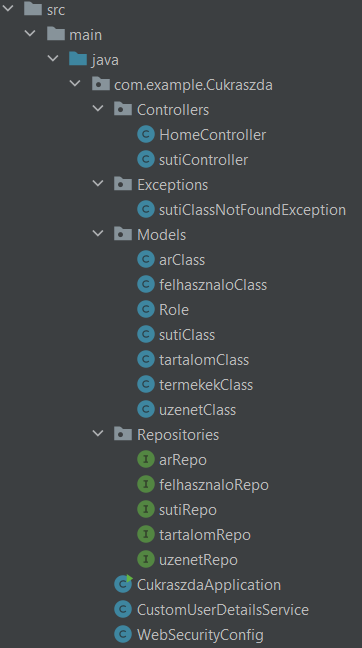 src
main
java
com.example.Cukraszda
Controllers
HomeController
sutiController
Exceptions
sutiClassNotFoundException
Models
arClass
felhasznaloClass
Role
sutiClass
tartalomClass
termekekClass
uzenetClass
Repositories
arRepo
felhasznaloRepo
sutiRepo
tartalomRepo
uzenetRepo
CukraszdaApplication
CustomUserDetailsService
WebSecurityConfig